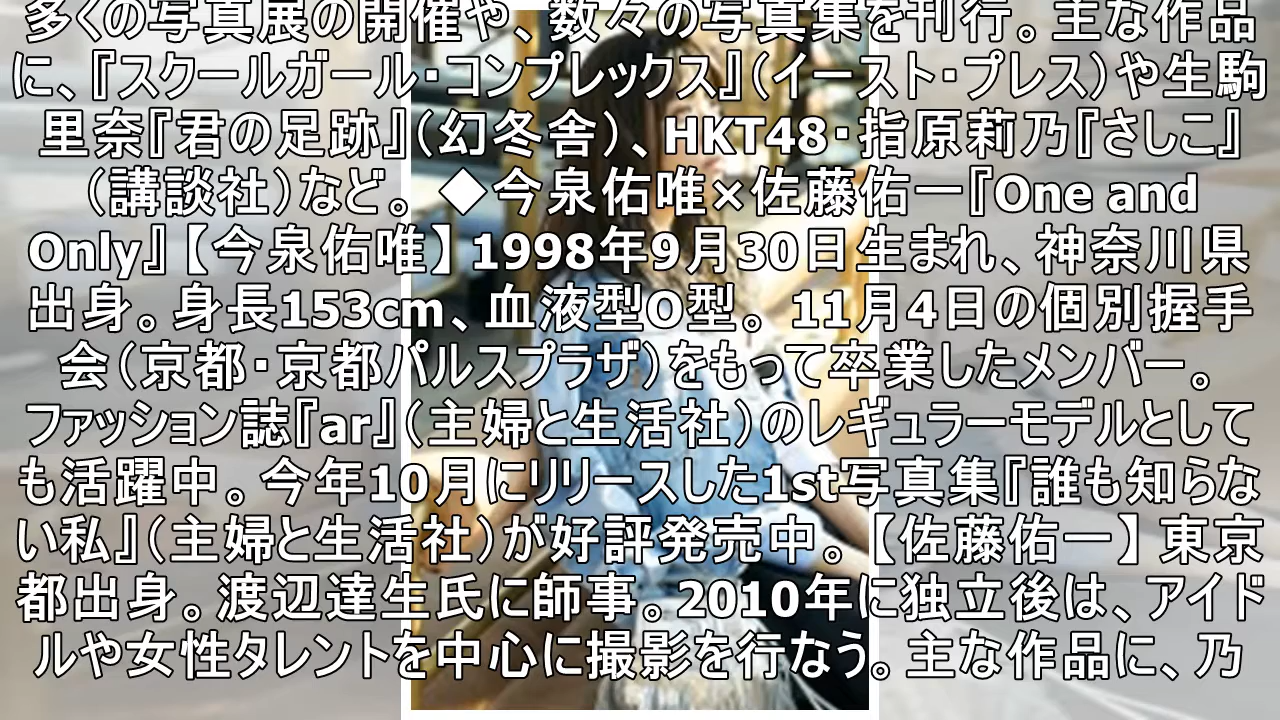 多くの写真展の開催や、数々の写真集を刊行。主な作品
に、『スクールガール・コンプレックス』（イースト・プレス）や生駒
里奈『君の足跡』（幻冬舎）、HKT48・指原莉乃『さしこ』
（講談社）など。 ◆今泉佑唯×佐藤佑一『One and
Only』【今泉佑唯】 1998年9月30日生まれ、神奈川県
出身。身長153cm、血液型O型。 11月4日の個別握手
会（京都・京都パルスプラザ）をもって卒業したメンバー。
ファッション誌『ar』（主婦と生活社）のレギュラーモデルとして
も活躍中。今年10月にリリースした1st写真集『誰も知らな
い私』（主婦と生活社）が好評発売中。【佐藤佑一】 東京
都出身。渡辺達生氏に師事。2010年に独立後は、アイド
ルや女性タレントを中心に撮影を行なう。主な作品に、乃